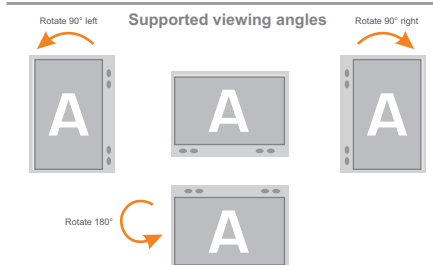 Supported viewing angles
Rotate 90° left
Rotate 90° right
A
A
A
Rotate 180°
A